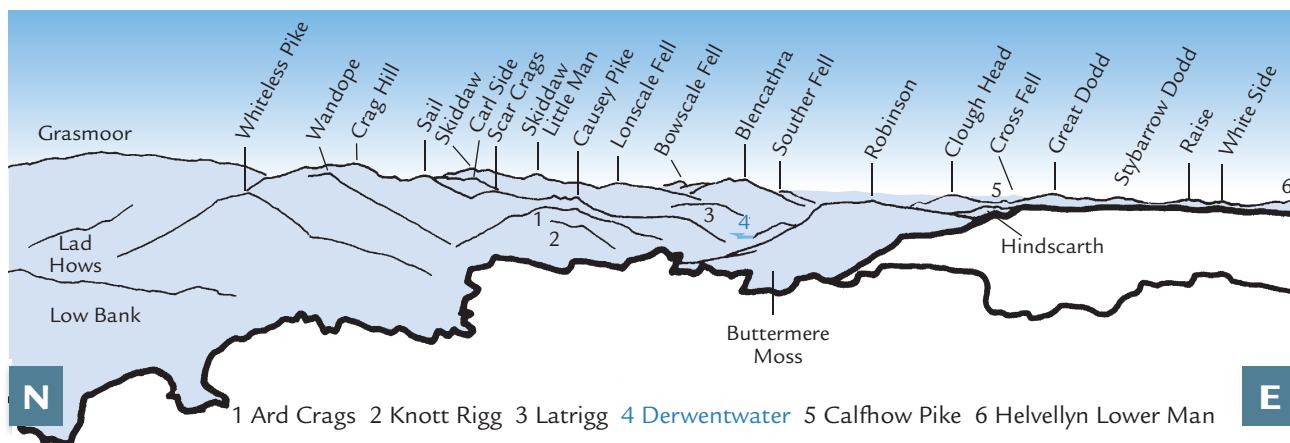 Grasmoor
Whiteless Pike
Wandope
Crag Hill
Sail
Skiddaw
Carl Side
Scar Crags
Skiddaw
Little Man
Causey Pike
Lonscale Fell
Bowscale Fell
Blencathra
Souther Fell
Robinson
Clough Head
Cross Fell
Great Dodd
Stybarrow Dodd
Raise
White Side
5
6
3
4
1
2
Lad
Hows
Hindscarth
Low Bank
Buttermere
Moss
N
1 Ard Crags 2 Knott Rigg 3 Latrigg 4 Derwentwater 5 Calfhow Pike 6 Helvellyn Lower Man
E